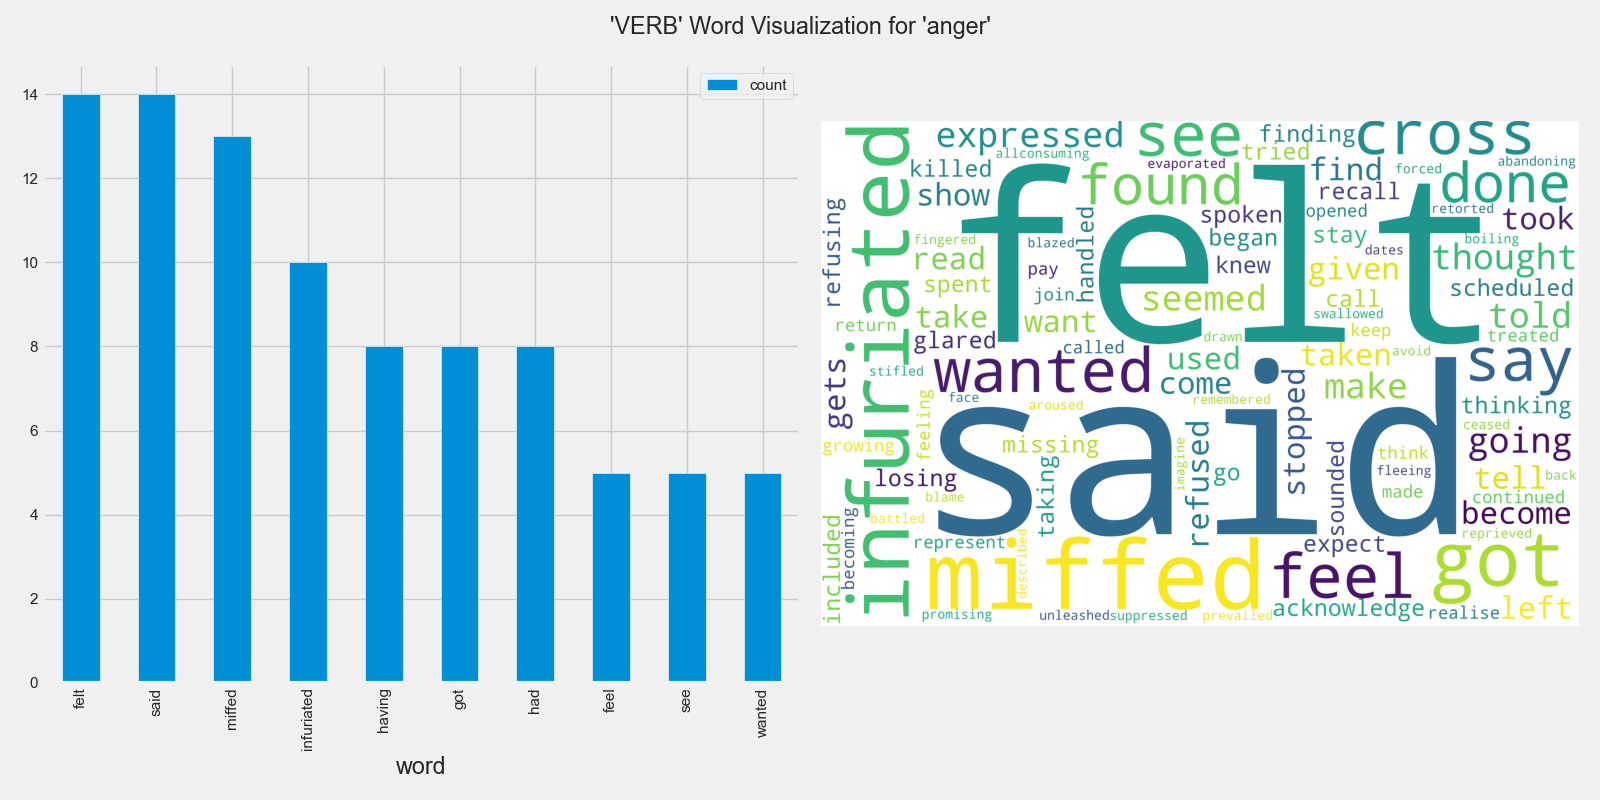 'VERB' Word Visualization for 'anger'
count
14
12
10
8
6
4
2
0
felt
said
miffed
infuriated
having
got
had
feel
see
wanted
word
expressed
see
finding
cross
allconsuming
evaporated
tried
find
forced
abandoning
killed
show
found
recall
done
infuriated
felt
refusing
spoken
opened
retorted
took
fingered
blazed
handled
began
stay
dates
boiling
thought
read
pay
knew
given
spent
join
seemed
call
scheduled
return
take
want
swallowed
told
glared
called
drawn
keep
treated
gets
stifled
wanted
used
taken
avoid
say
come
make
face
aroused
remembered
stopped
thinking
feeling
said
growing
missing
refused
imagine
think
ceased
going
losing
taking
go
sounded
fleeing
tell
back
blame
made
continued
included
becoming
battled
become
represent
described
expect
reprieved
miffed
feel
got
promising
unleashed
suppressed
prevailed
acknowledge
realise
left